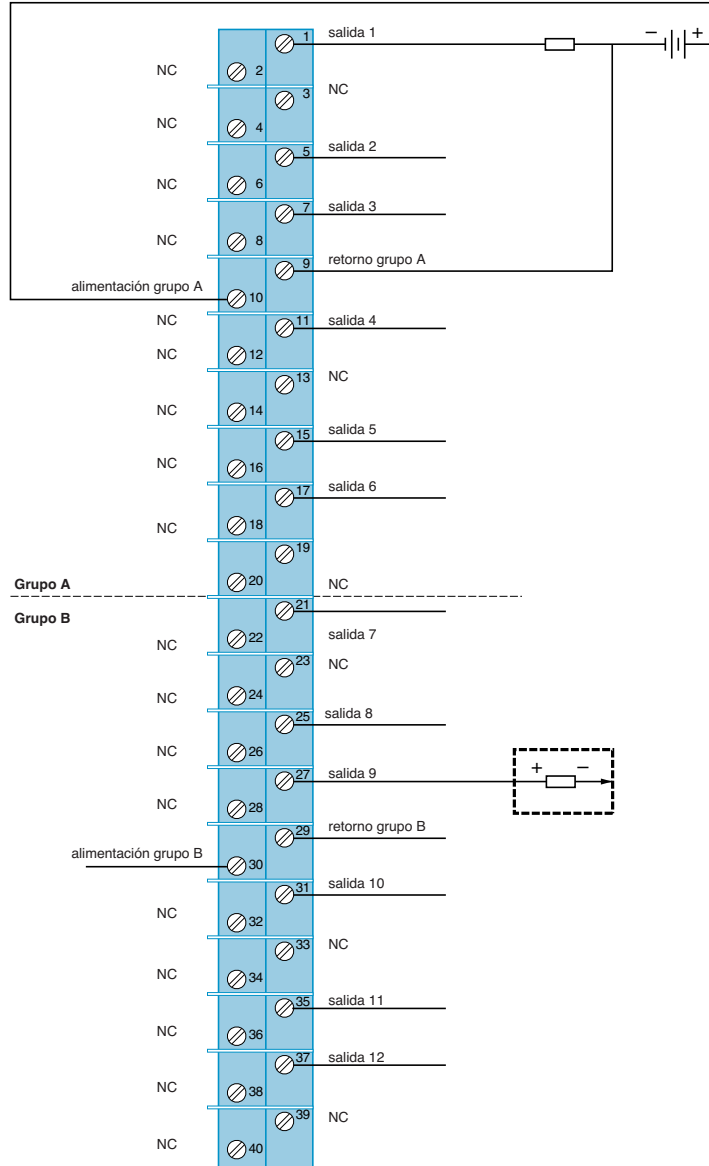 1 salida 1 − +
NC 2
3 NC
NC 4
5 salida 2
NC 6
7 salida 3
NC 8
9 retorno grupo A
alimentación grupo A 10
NC
11 salida 4
NC 12
13 NC
NC 14
15 salida 5
NC 16
17 salida 6
NC 18
19
20 NC
Grupo A
Grupo B
21
22 salida 7
NC
23 NC
NC 24
25 salida 8
NC 26
27 salida 9 + −
NC 28
29 retorno grupo B
alimentación grupo B 30
31 salida 10
NC 32
33 NC
NC 34
35 salida 11
NC 36
37 salida 12
NC 38
39 NC
NC 40